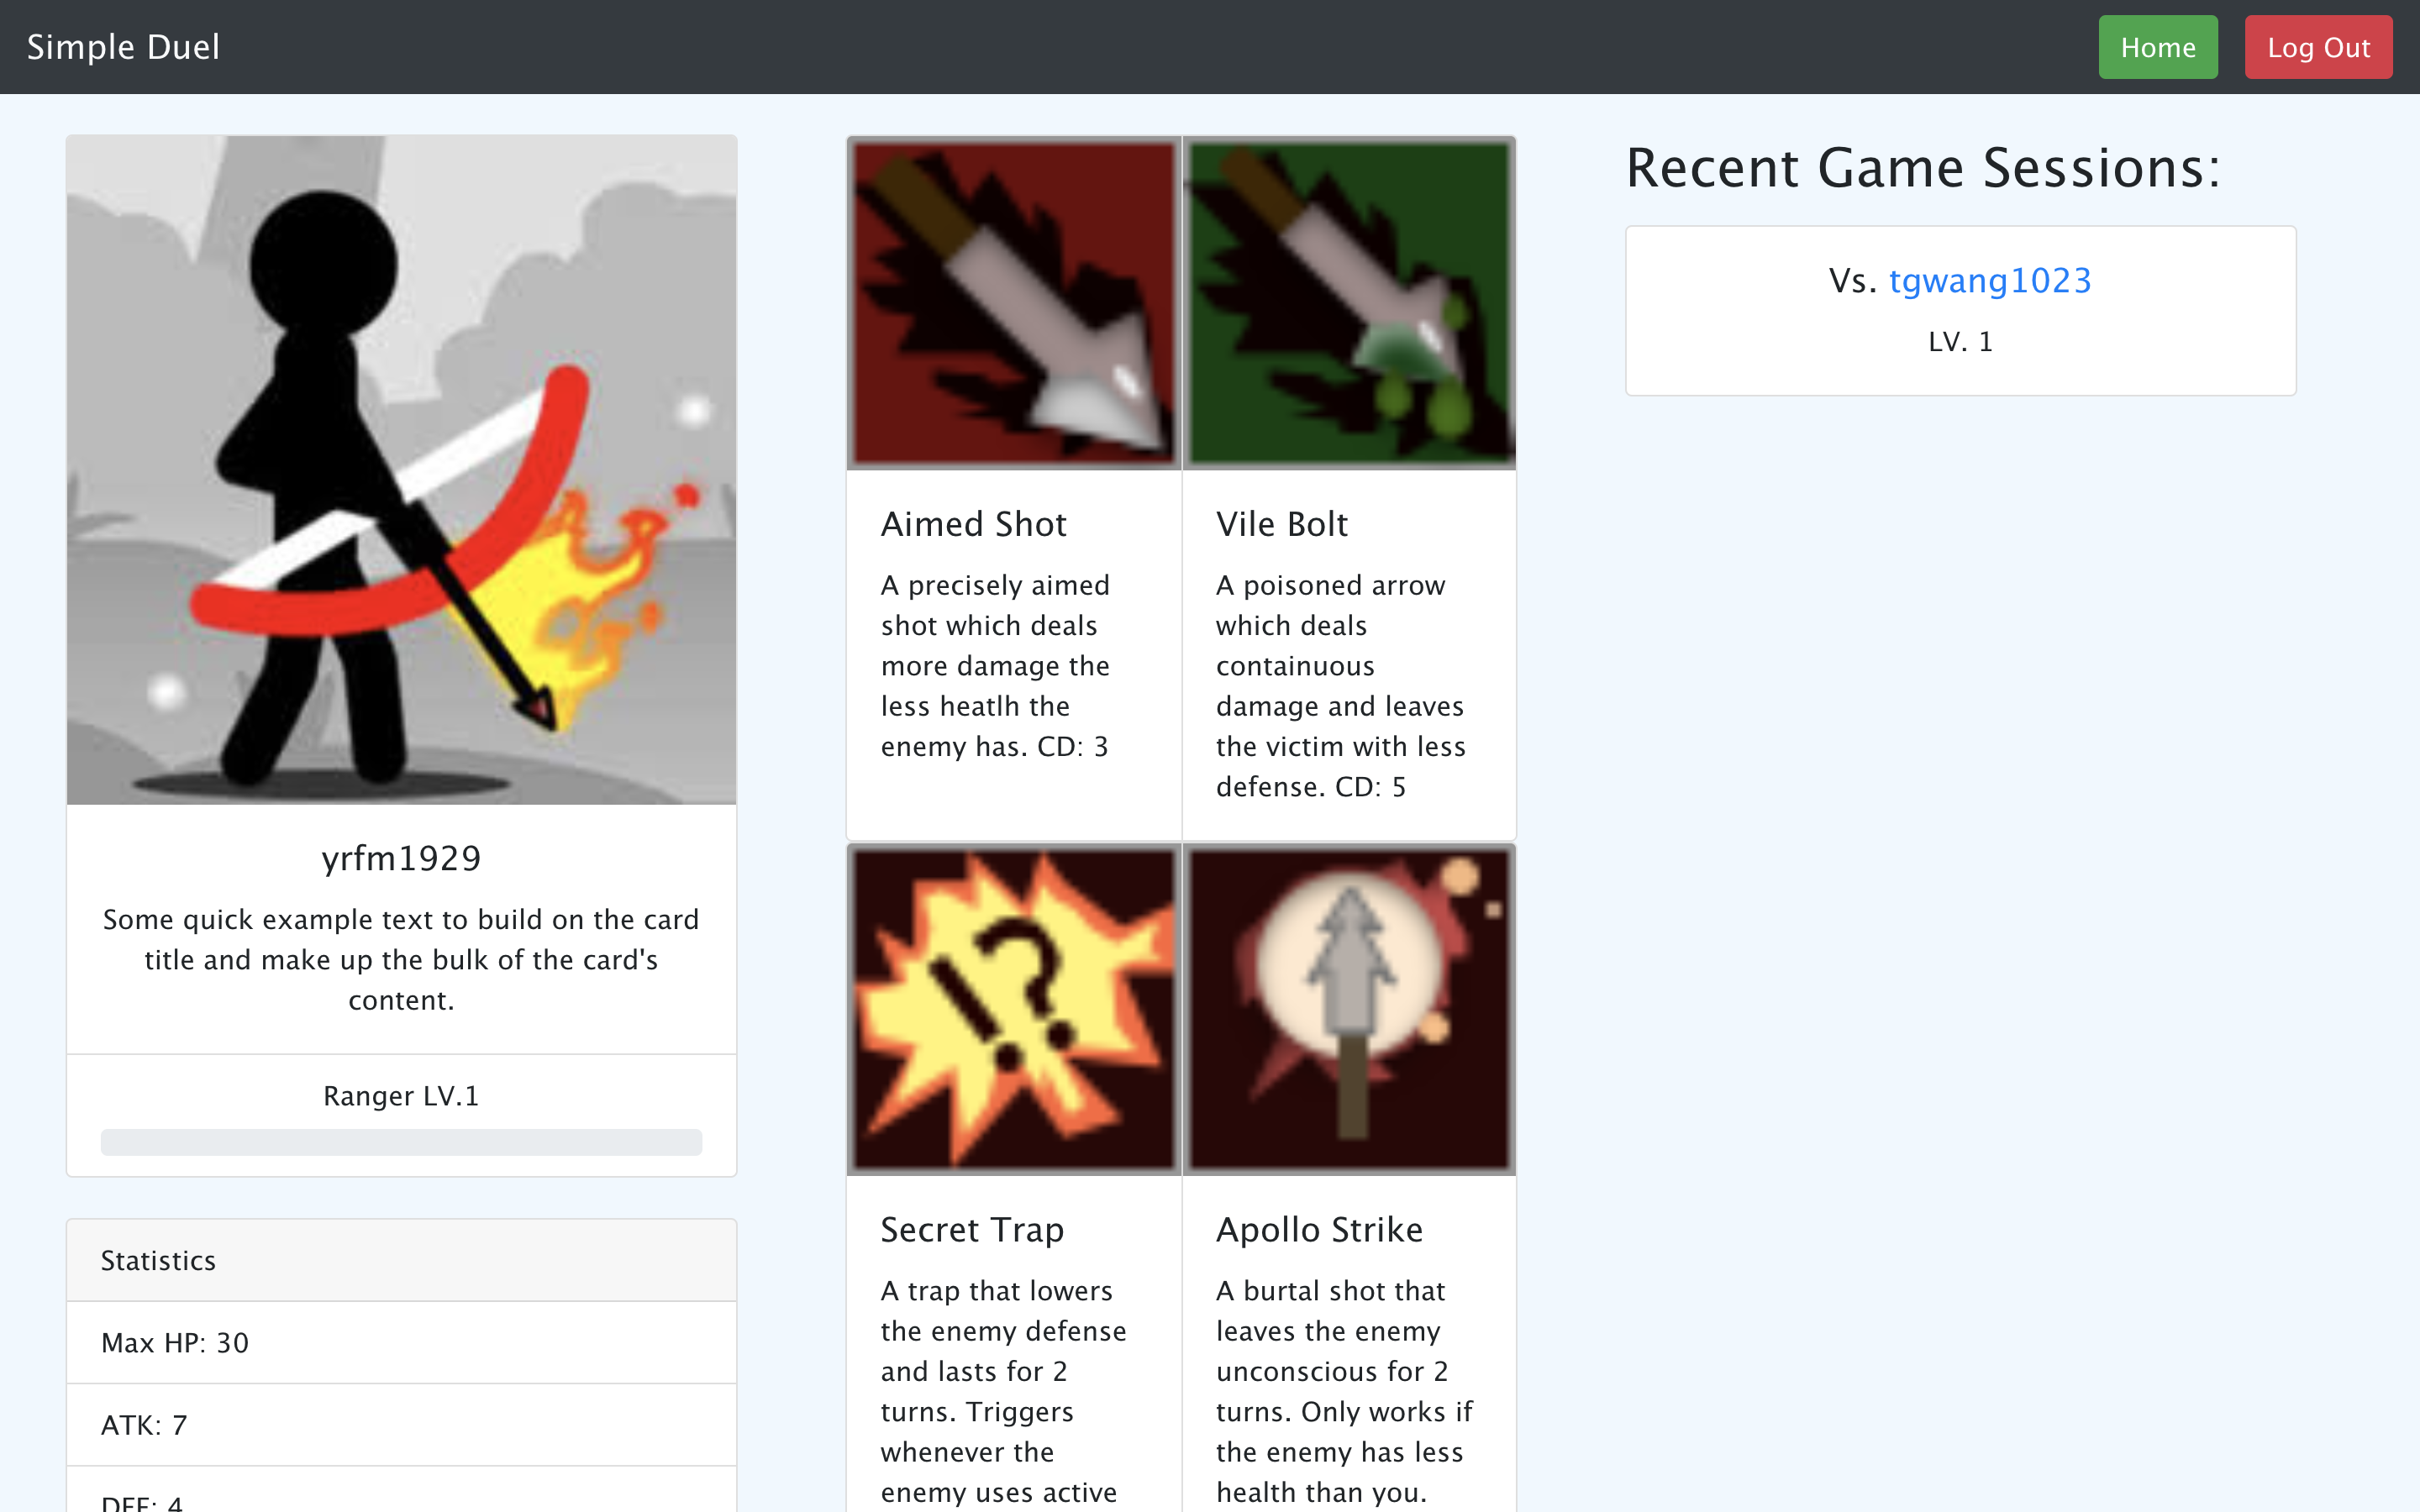 Simple Duel
Home
Log Out
yrfm1929
Some quick example text to build on the card
title and make up the bulk of the card's
content.
Ranger LV.1
Statistics
Max HP: 30
ATK: 7
DEF: 4
Aimed Shot
A precisely aimed
shot which deals
more damage the
less heatlh the
enemy has. CD: 3
Vile Bolt
A poisoned arrow
which deals
containuous
damage and leaves
the victim with less
defense. CD: 5
!?
Secret Trap
A trap that lowers
the enemy defense
and lasts for 2
turns. Triggers
whenever the
enemy uses active
Apollo Strike
A burtal shot that
leaves the enemy
unconscious for 2
turns. Only works if
the enemy has less
health than you.
Recent Game Sessions:
Vs. tgwang1023
LV. 1